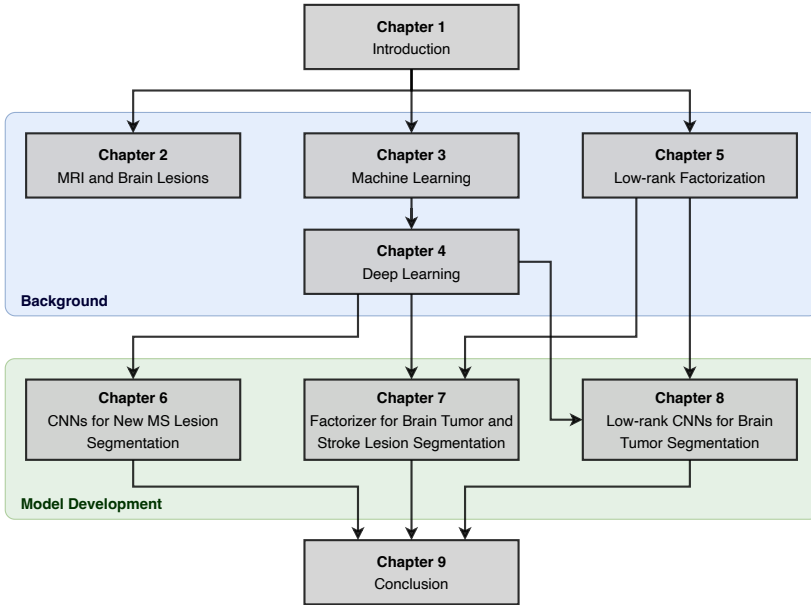 Chapter 1
Introduction
Chapter 2
MRI and Brain Lesions
Chapter 3
Machine Learning
Chapter 5
Low-rank Factorization
Chapter 4
Deep Learning
Background
Chapter 6
CNNs for New MS Lesion
Segmentation
Chapter 7
Factorizer for Brain Tumor and
Stroke Lesion Segmentation
Chapter 8
Low-rank CNNs for Brain
Tumor Segmentation
Model Development
Chapter 9
Conclusion